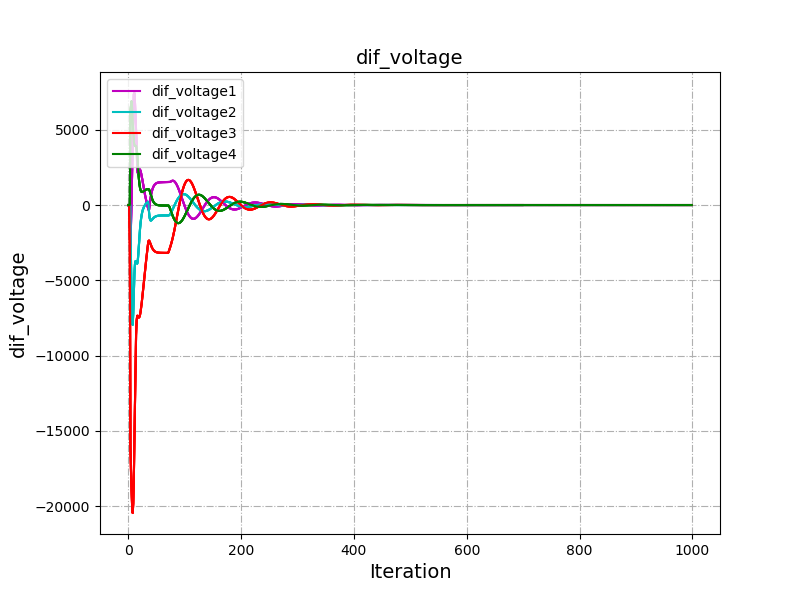 dif_voltage
dif_voltage1
dif_voltage2
dif_voltage3
dif_voltage4
dif_voltage
5000
0
−5000
−10000
−15000
−20000
0 200 400 600 800 1000
Iteration